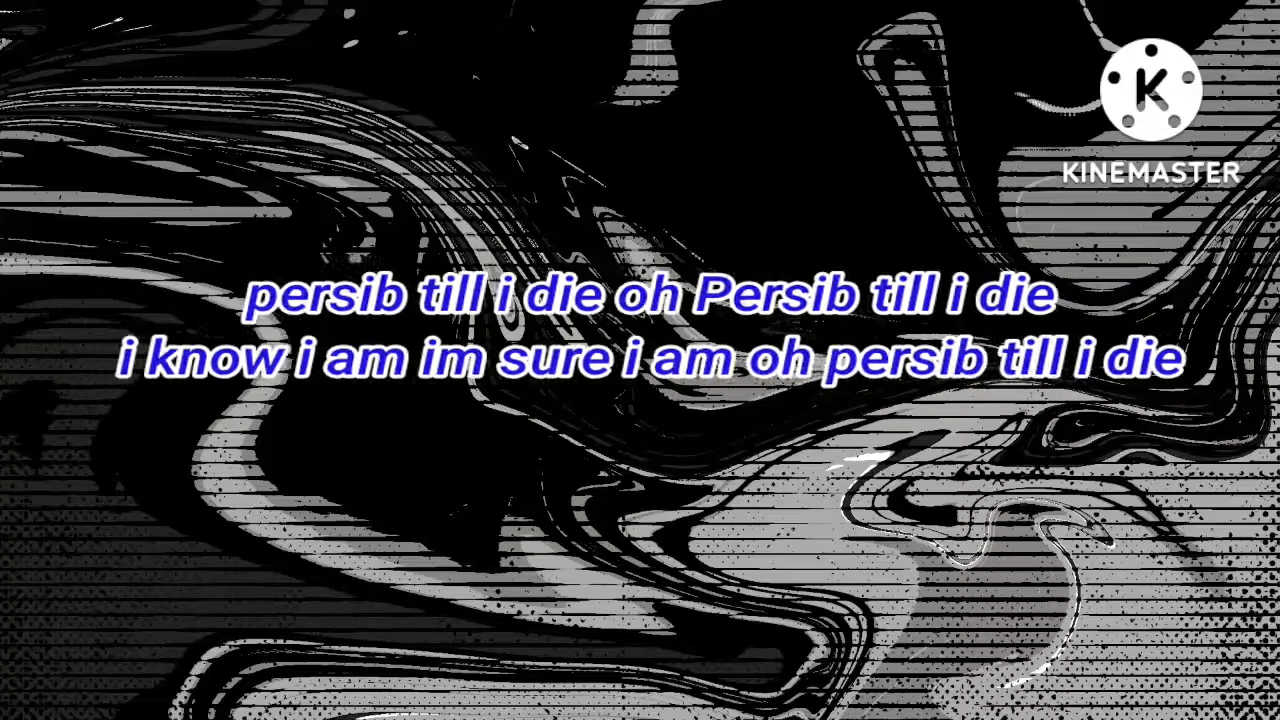 K
KINEMASTER
persib till i die oh Persib till i die
i know i am im sure i am oh persib till i die